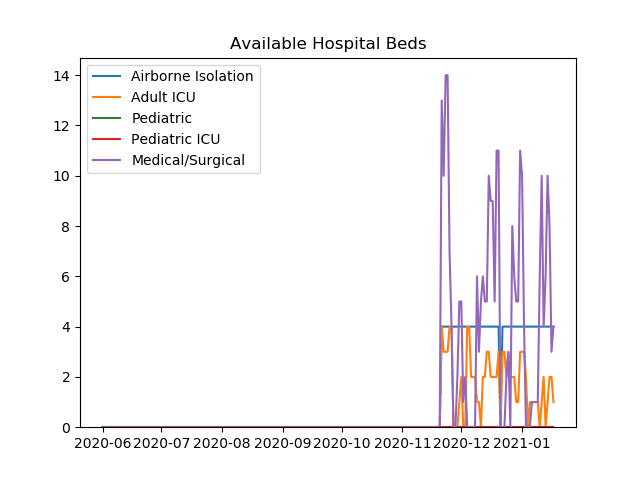 Available Hospital Beds
Airborne Isolation
Adult ICU
Pediatric
Pediatric ICU
Medical/Surgical
14
12
10
8
6
4
2
0
2020-06 2020-07 2020-08 2020-09 2020-10 2020-11 2020-12 2021-01